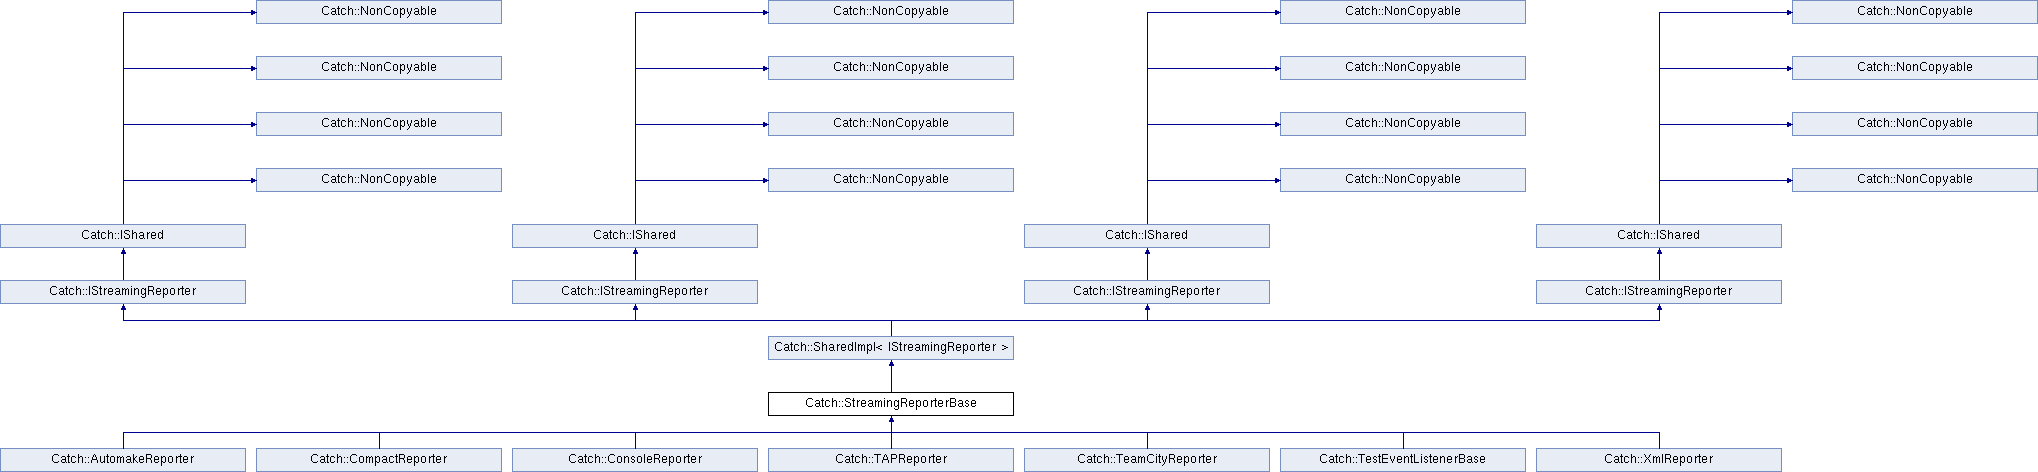 Catch::NonCopyable Catch::NonCopyable Catch::NonCopyable Catch::NonCopyable
Catch::NonCopyable Catch::NonCopyable Catch::NonCopyable Catch::NonCopyable
Catch::NonCopyable Catch::NonCopyable Catch::NonCopyable Catch::NonCopyable
Catch::NonCopyable Catch::NonCopyable Catch::NonCopyable Catch::NonCopyable
Catch::IShared Catch::IShared Catch::IShared Catch::IShared
Catch::IStreamingReporter Catch::IStreamingReporter Catch::IStreamingReporter Catch::IStreamingReporter
Catch::SharedImpl< IStreamingReporter >
Catch::StreamingReporterBase
Catch::AutomakeReporter Catch::CompactReporter Catch::ConsoleReporter Catch::TAPReporter Catch::TeamCityReporter Catch::TestEventListenerBase Catch::XmlReporter